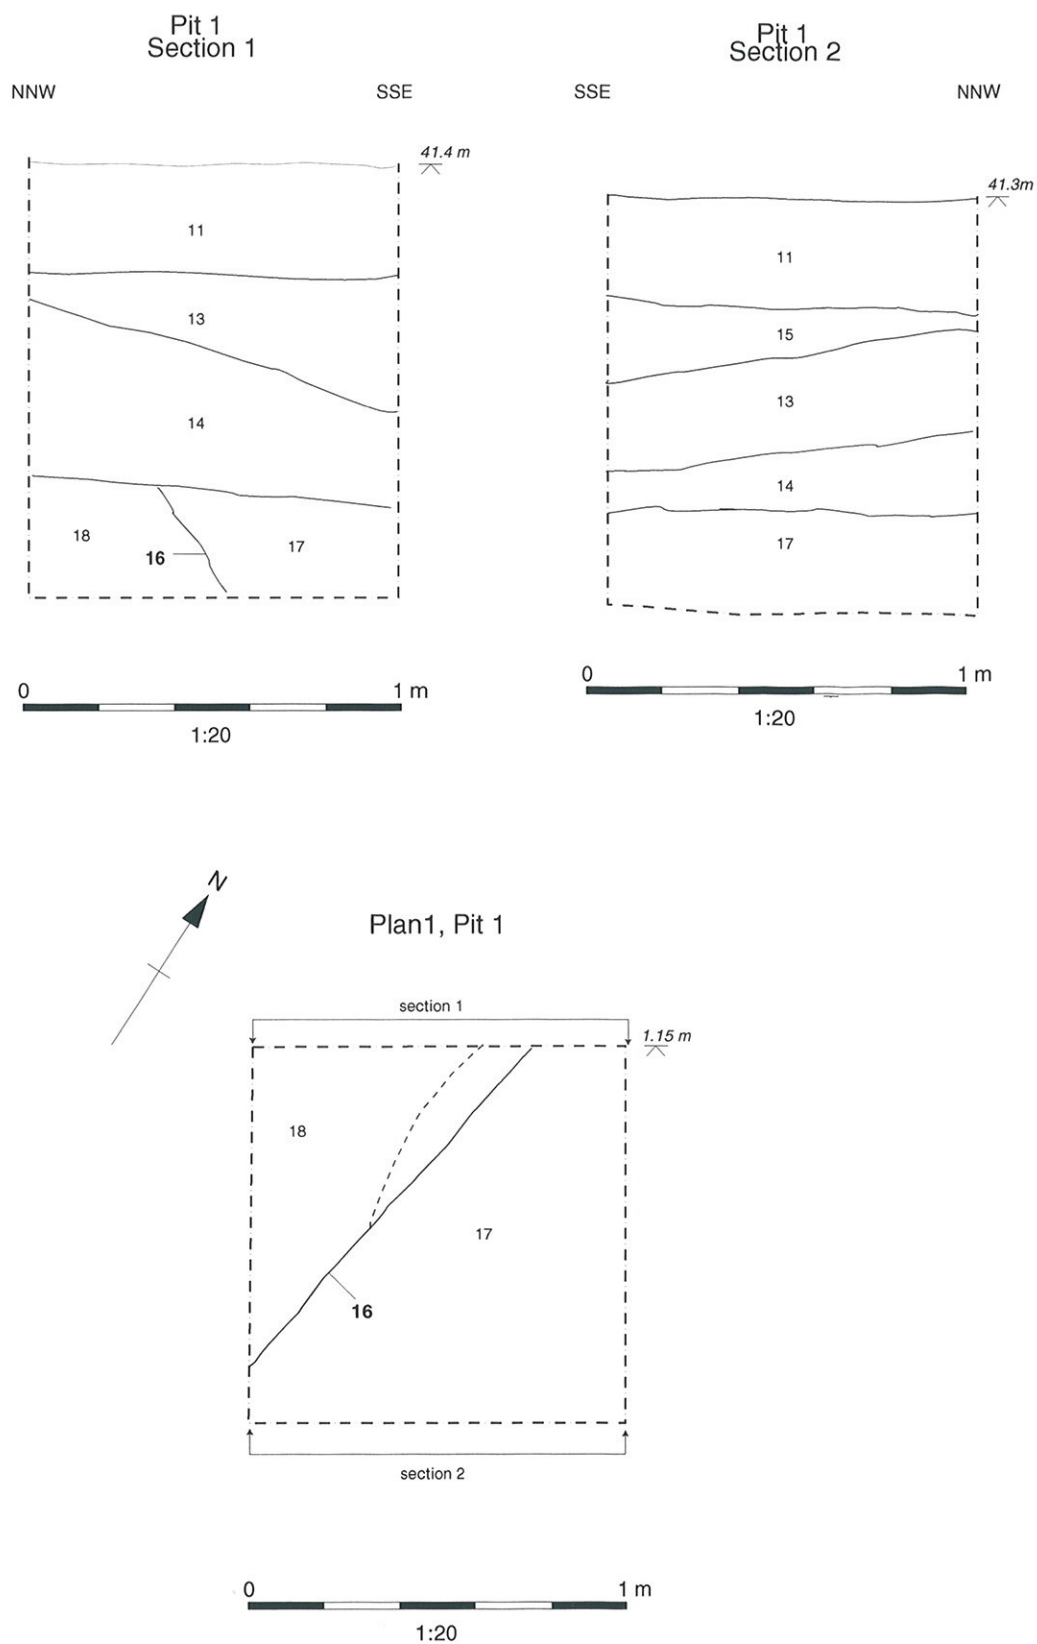 Pit 1
Section 1
NNW
SSE
41.4 m
11
13
14
18
16
17
0
1 m
1:20
Pit 1
Section 2
SSE
NNW
41.3m
11
15
13
14
17
0
1 m
1:20
N
Plan1, Pit 1
section 1
1.15 m
18
17
16
section 2
0
1 m
1:20